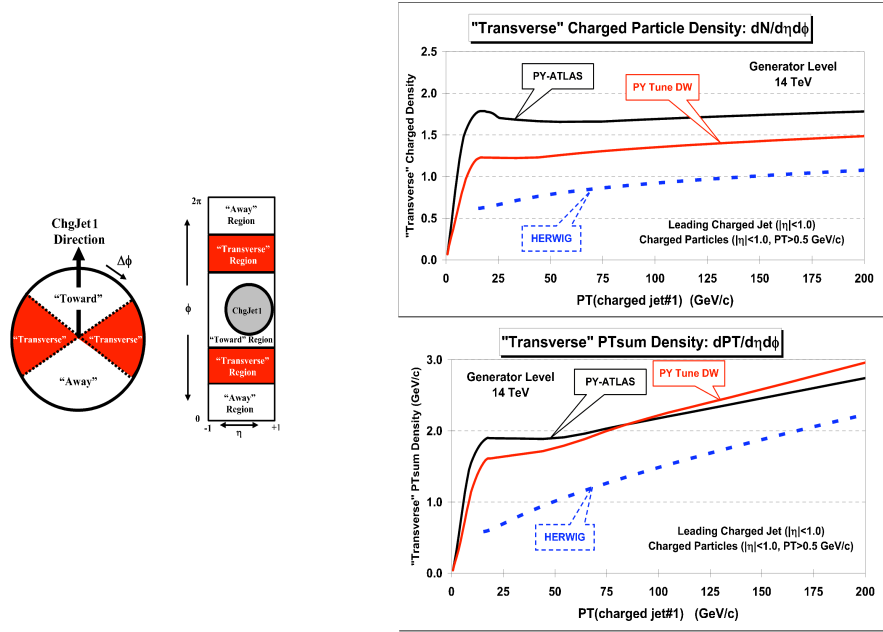 ChgJet1
Direction
Δϕ
“Toward”
“Transverse”
“Transverse”
“Away”
2π
“Away”
Region
“Transverse”
Region
ϕ
ChgJet1
“Toward” Region
“Transverse”
Region
“Away”
Region
0
-1
η
+1
"Transverse" Charged Particle Density: dN/dηdϕ
2.5
2.0
1.5
1.0
0.5
0.0
"Transverse" Charged Density
PY-ATLAS
Generator Level
14 TeV
PY Tune DW
HERWIG
Leading Charged Jet (|η|<1.0)
Charged Particles (|η|<1.0, PT>0.5 GeV/c)
0 25 50 75 100 125 150 175 200
PT(charged jet#1) (GeV/c)
"Transverse" PTsum Density: dPT/dηdϕ
3.0
2.0
1.0
0.0
"Transverse" PTsum Density (GeV/c)
Generator Level
14 TeV
PY-ATLAS
PY Tune DW
HERWIG
Leading Charged Jet (|η|<1.0)
Charged Particles (|η|<1.0, PT>0.5 GeV/c)
0 25 50 75 100 125 150 175 200
PT(charged jet#1) (GeV/c)